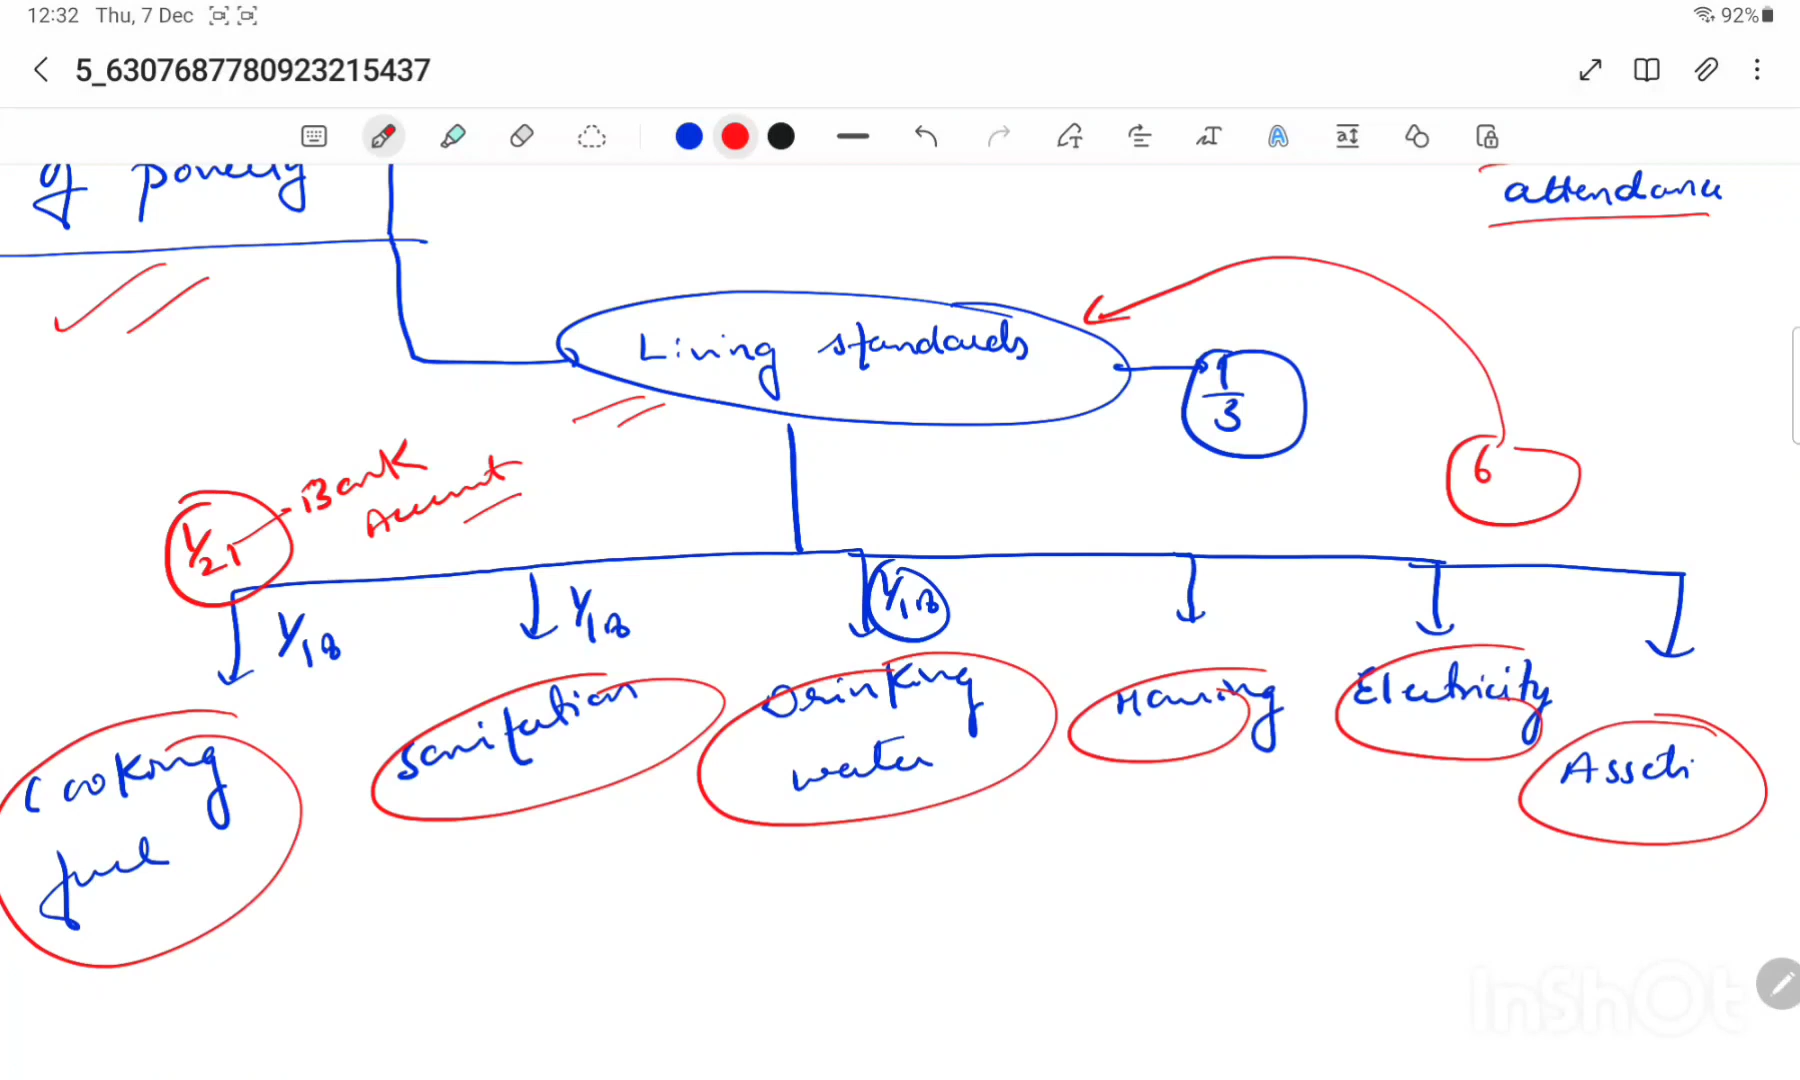 12:32 Thu, 7 Dec
92%
5_6307687780923215437
of poverty
attendance
Living standards
1/3
6
Bank
Account
1/21
1/18
1/18
1/18
Cooking
fuel
Sanitation
Drinking
water
Housing
Electricity
Assets
InShOt